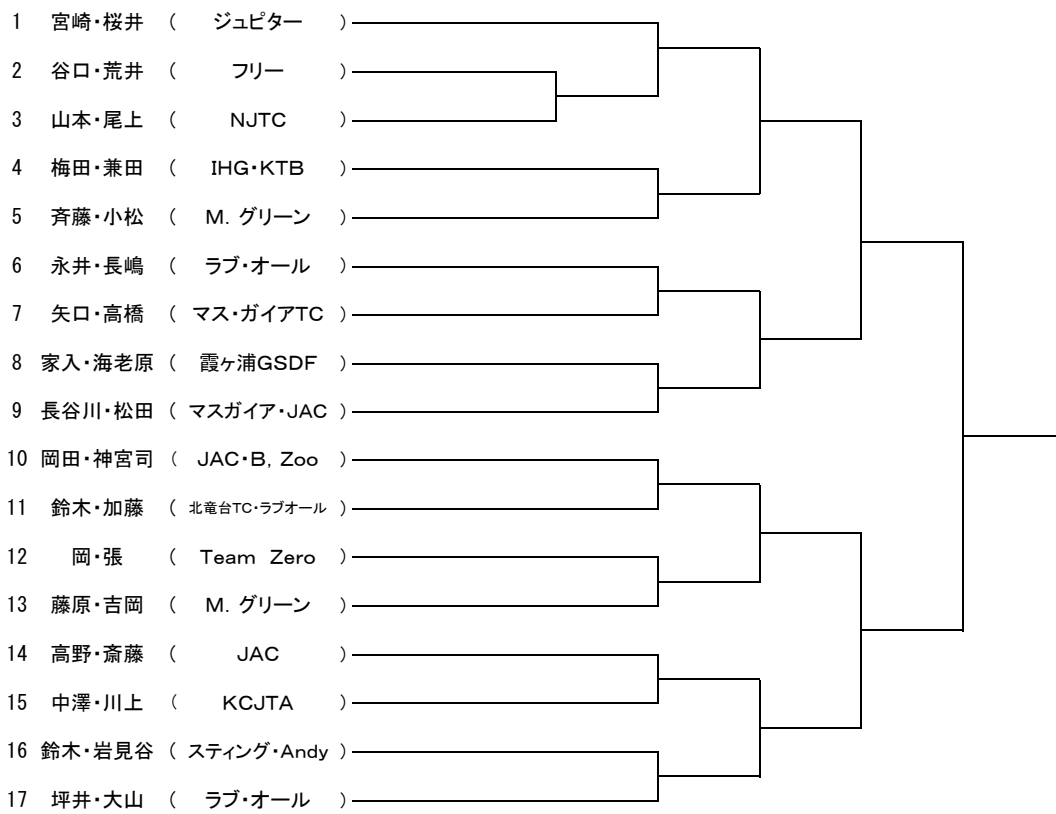 1 宮崎・桜井 （ ジュピター ）
2 谷口・荒井 （ フリー ）
3 山本・尾上 （ NJTC ）
4 梅田・兼田 （ IHG・KTB ）
5 斉藤・小松 （ M．グリーン ）
6 永井・長嶋 （ ラブ・オール ）
7 矢口・高橋 （ マス・ガイアTC ）
8 家入・海老原 （ 霞ヶ浦GSDF ）
9 長谷川・松田 （ マスガイア・JAC ）
10 岡田・神宮司 （ JAC・B，Zoo ）
11 鈴木・加藤 （ 北竜台TC・ラブオール ）
12 岡・張 （ Team Zero ）
13 藤原・吉岡 （ M．グリーン ）
14 高野・斎藤 （ JAC ）
15 中澤・川上 （ KCJTA ）
16 鈴木・岩見谷 （ スティング・Andy ）
17 坪井・大山 （ ラブ・オール ）